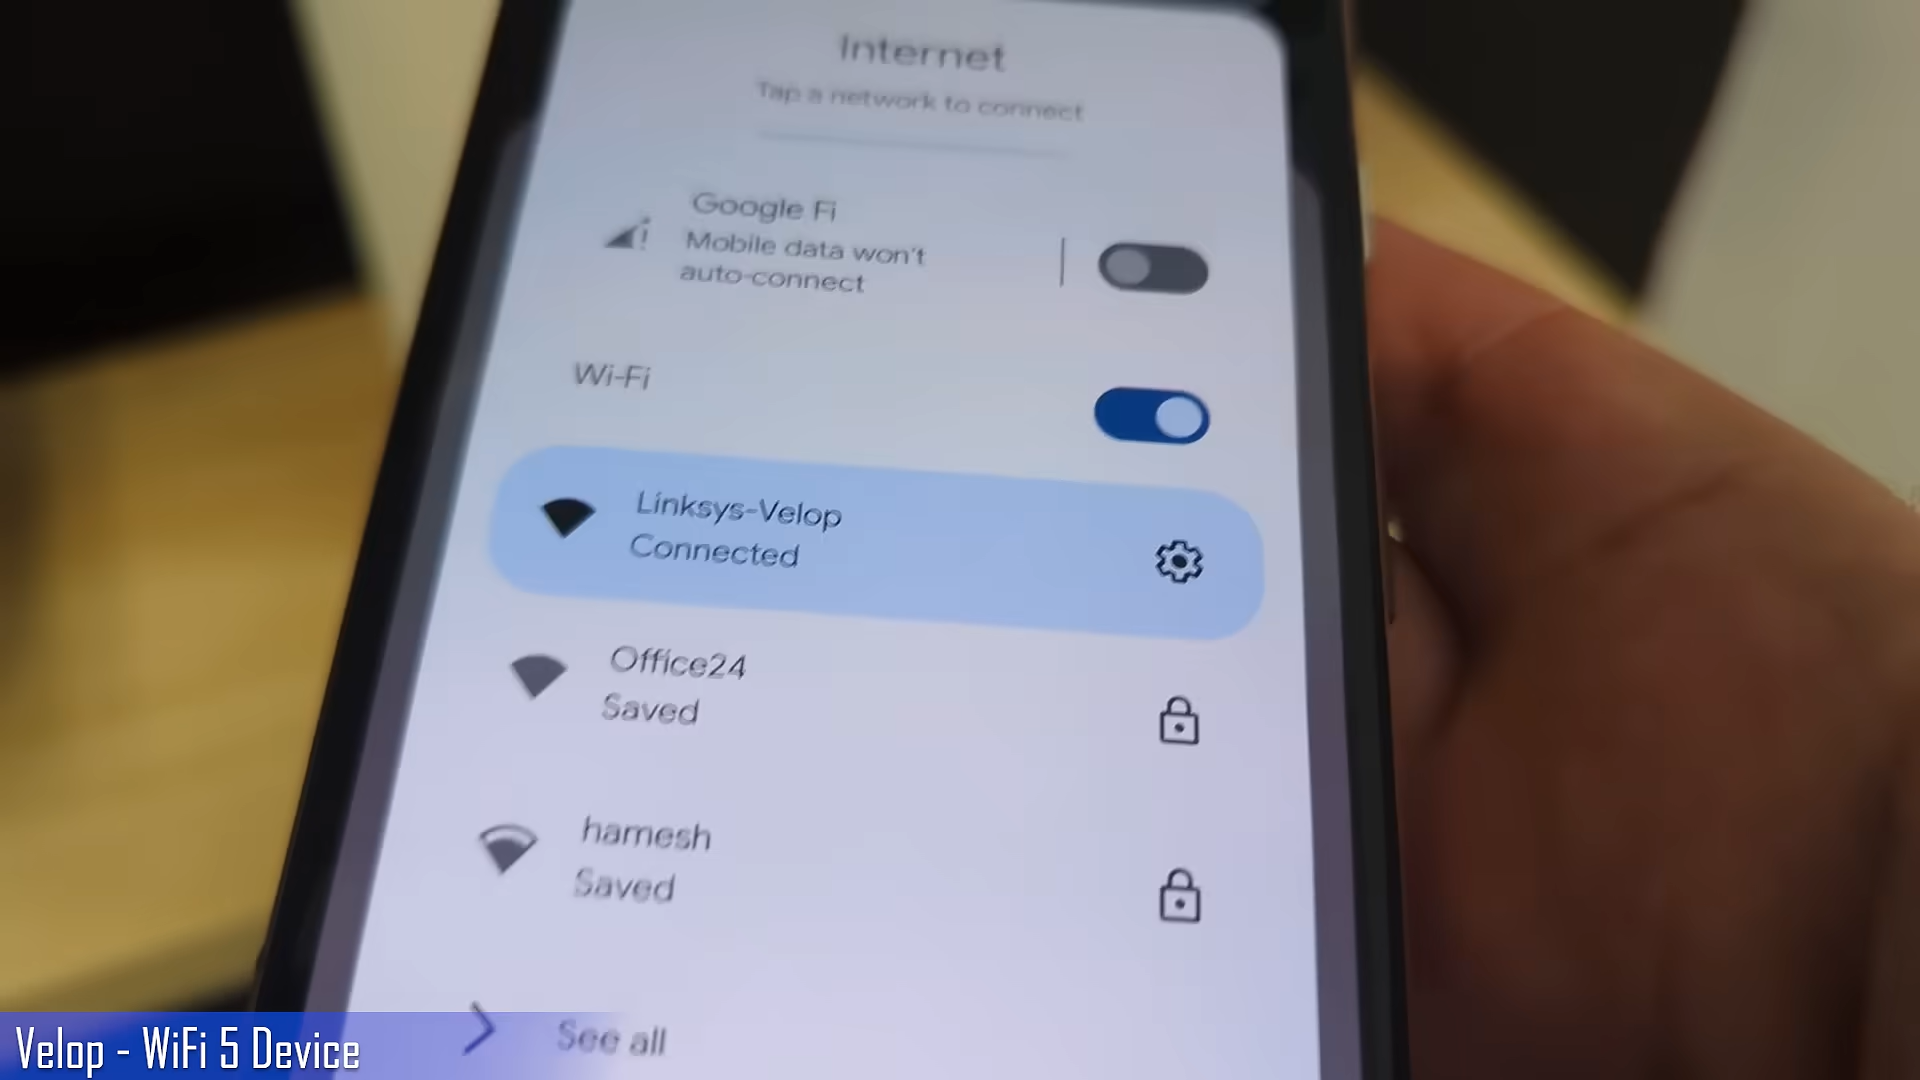 Internet
Tap a network to connect
Google Fi
Mobile data won't
auto-connect
Wi-Fi
Linksys-Velop
Connected
Office24
Saved
hamesh
Saved
See all
Velop - WiFi 5 Device